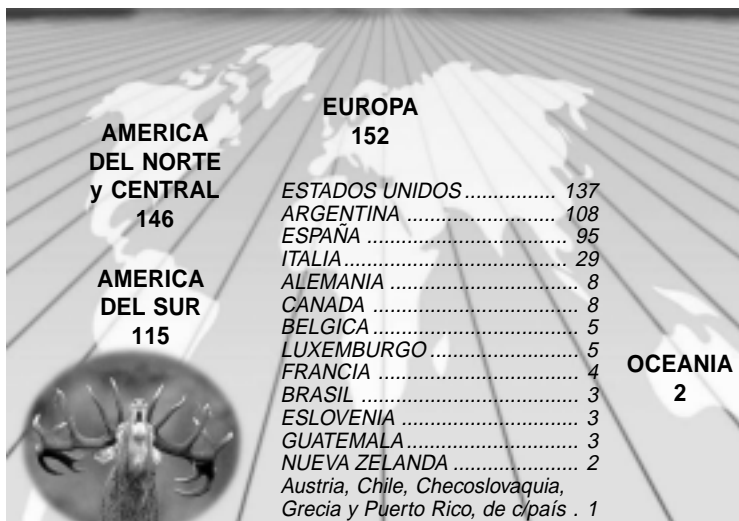 EUROPA
152
AMERICA
DEL NORTE
y CENTRAL
146
AMERICA
DEL SUR
115
ESTADOS UNIDOS ................ 137
ARGENTINA .......................... 108
ESPAÑA ................................... 95
ITALIA ....................................... 29
ALEMANIA .................................. 8
CANADA .................................... 8
BELGICA ..................................... 5
LUXEMBURGO .......................... 5
FRANCIA ................................... 4
BRASIL ...................................... 3
ESLOVENIA ................................ 3
GUATEMALA .............................. 3
NUEVA ZELANDA ...................... 2
Austria, Chile, Checoslovaquia,
Grecia y Puerto Rico, de c/país . 1
OCEANIA
2